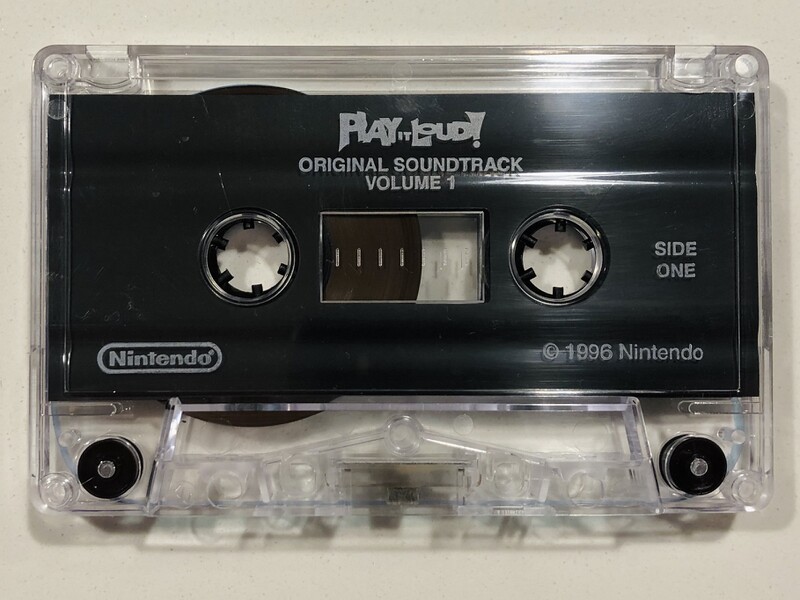 PLAY IT LOUD!
ORIGINAL SOUNDTRACK
VOLUME 1
SIDE
ONE
Nintendo®
© 1996 Nintendo